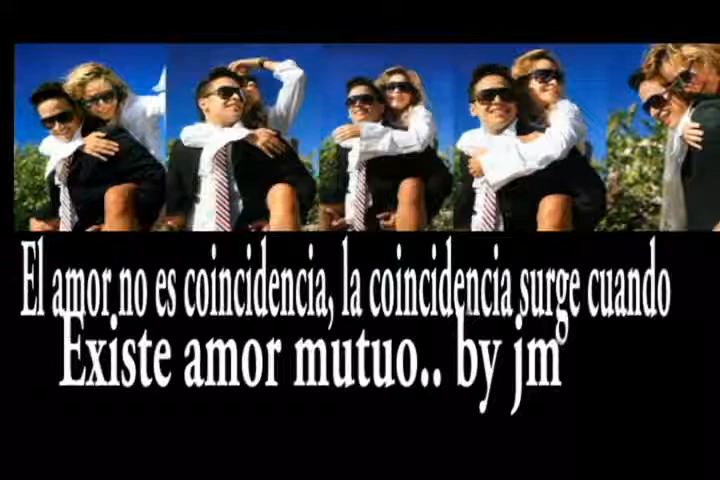 El amor no es coincidencia, la coincidencia surge cuando
Existe amor mutuo.. by jm